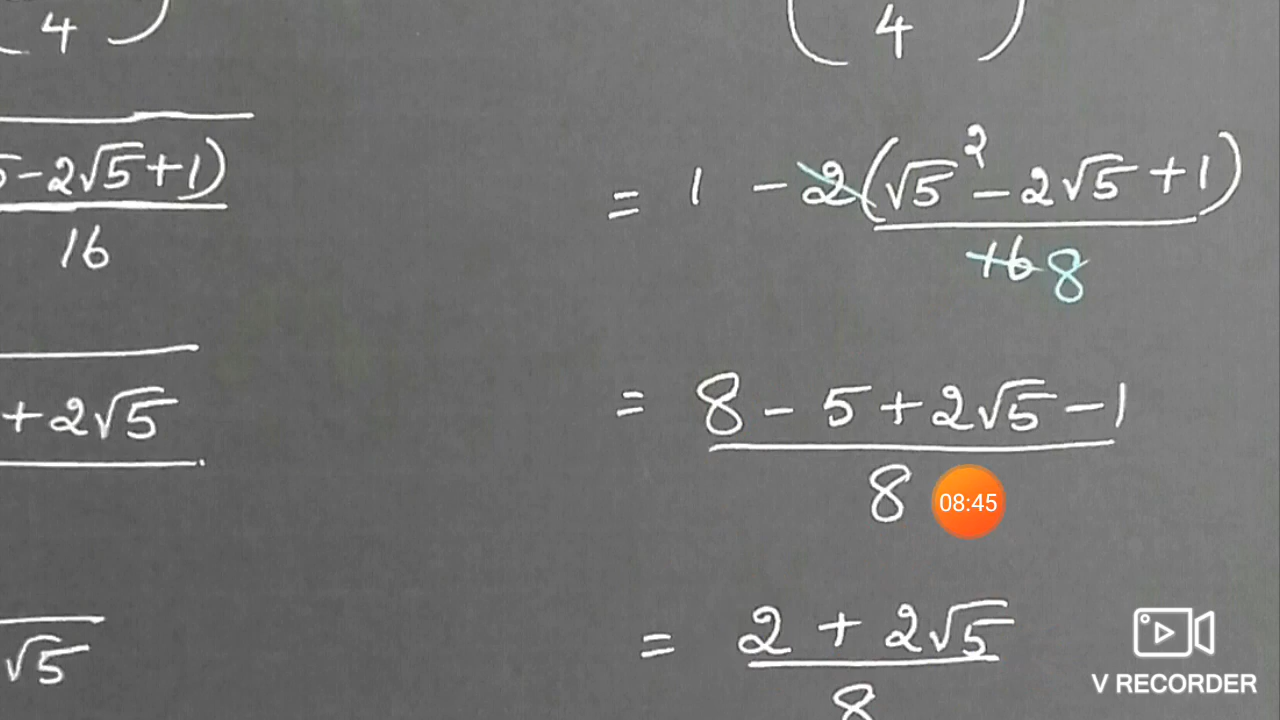 4
5-2√5+1)
16
+2√5
√5
( 4 )
= 1 - 2(√5² - 2√5 + 1)
16 8
= 8 - 5 + 2√5 - 1
8
08:45
= 2 + 2√5
8
V RECORDER